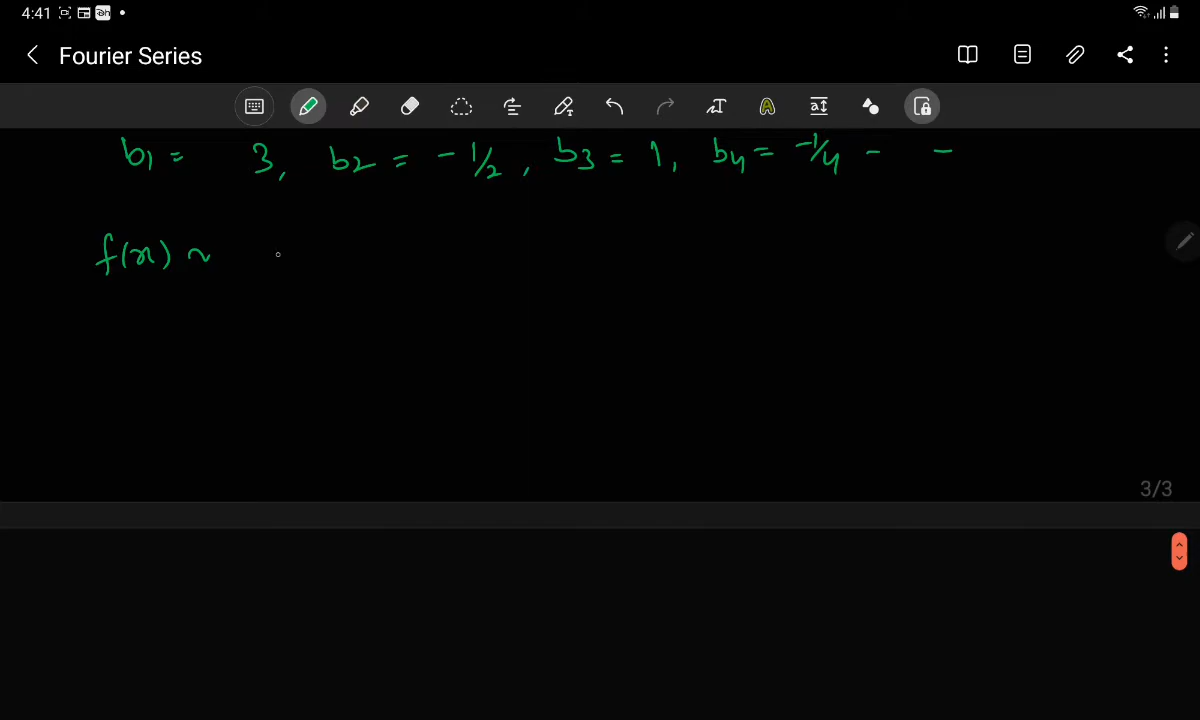 4:41
Fourier Series
b1 = 3, b2 = -1/2, b3 = 1, b4 = -1/4 - -
f(x) ~
3/3